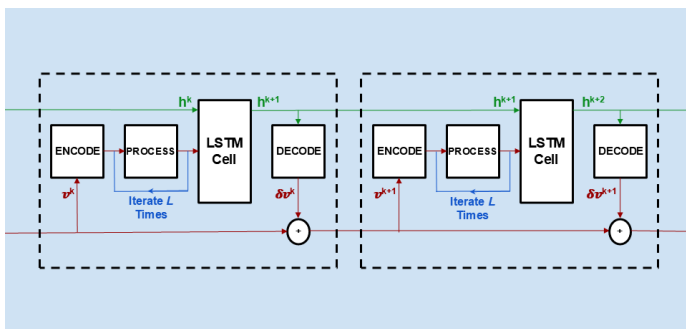 h^k
h^{k+1}
h^{k+1}
h^{k+2}
ENCODE
PROCESS
LSTM
Cell
DECODE
ENCODE
PROCESS
LSTM
Cell
DECODE
v^k
Iterate L
Times
δv^k
v^{k+1}
Iterate L
Times
δv^{k+1}
+
+